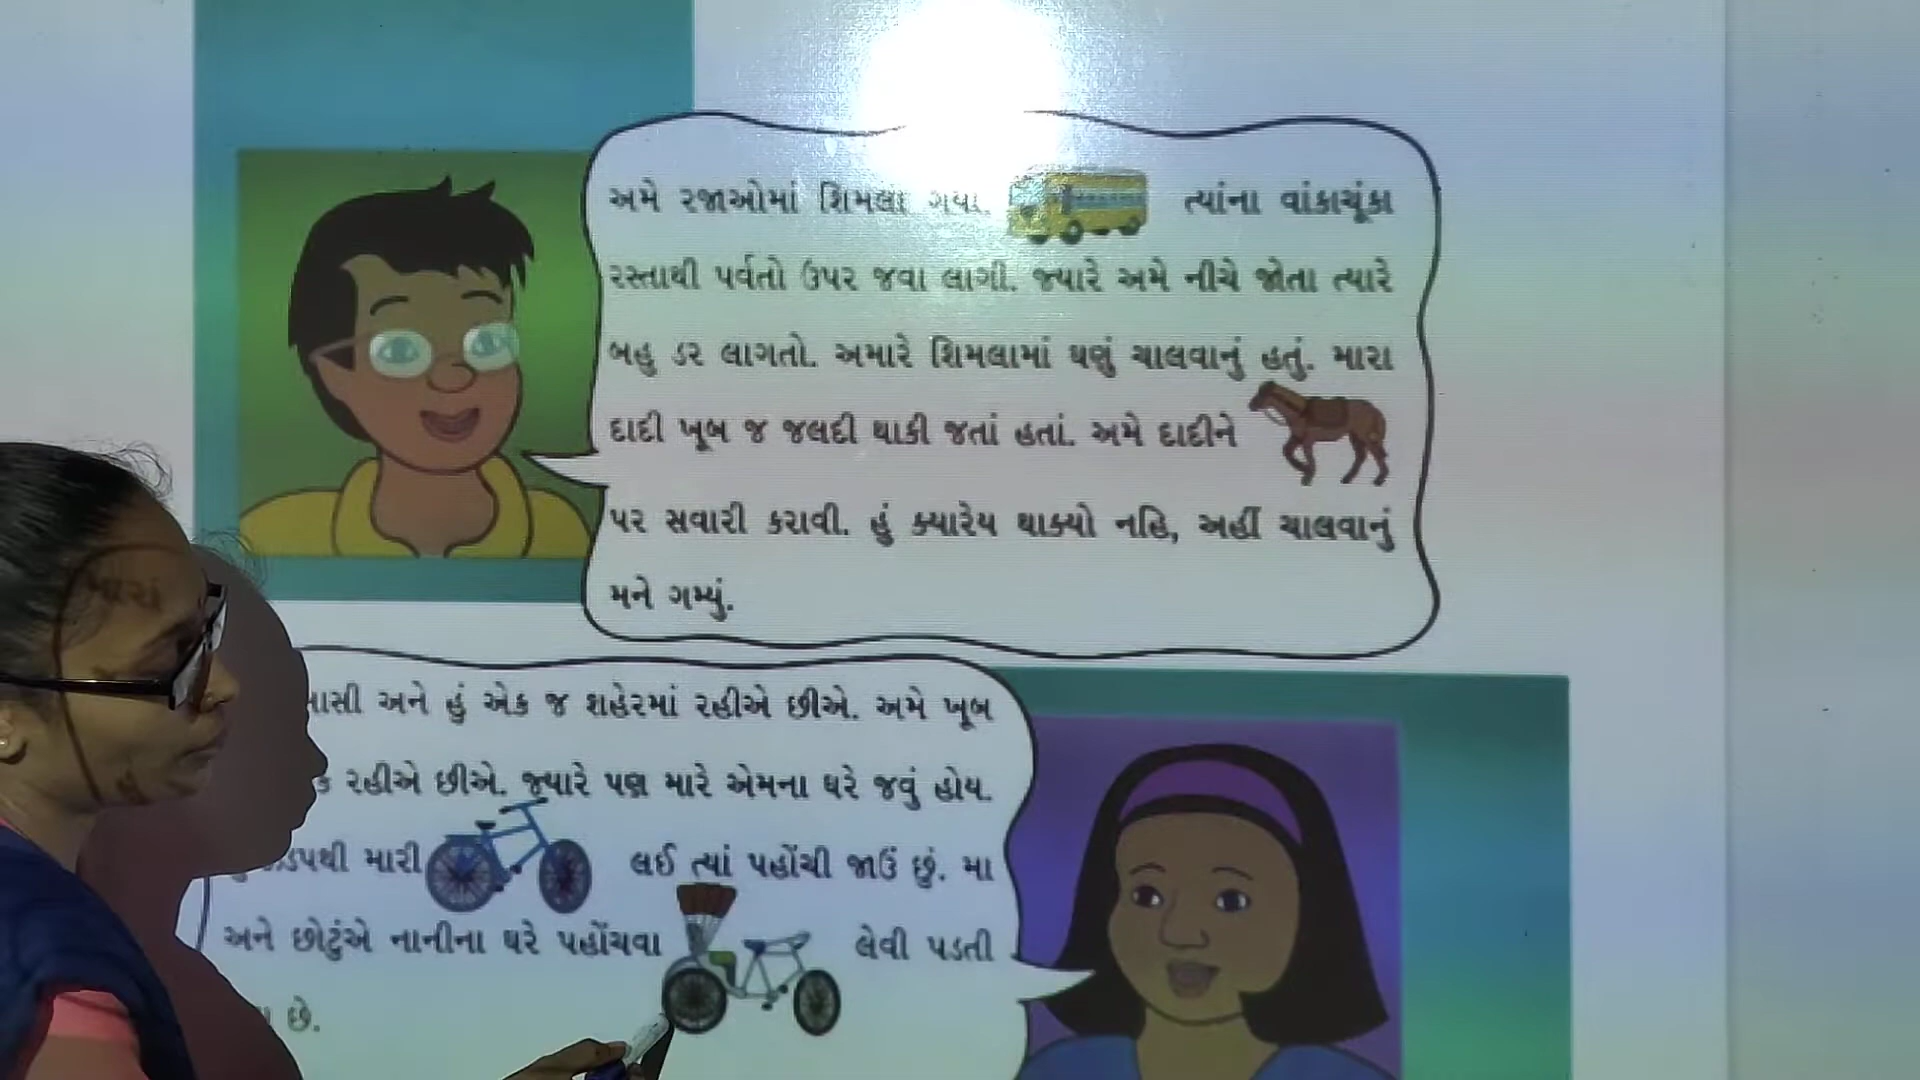 અમે રજાઓમાં શિમલા ગયા. ત્યાંના વાંકાચૂંકા
રસ્તાથી પર્વતો ઉપર જવા લાગી. જ્યારે અમે નીચે જોતા ત્યારે
બહુ ડર લાગતો. અમારે શિમલામાં ઘણું ચાલવાનું હતું. મારા
દાદી ખૂબ જ જલદી થાકી જતાં હતાં. અમે દાદીને
પર સવારી કરાવી. હું ક્યારેય થાક્યો નહિ, અહીં ચાલવાનું
મને ગમ્યું.
અને હું એક જ શહેરમાં રહીએ છીએ. અમે ખૂબ
રહીએ છીએ. જ્યારે પણ મારે એમના ઘરે જવું હોય.
મારી લઈ ત્યાં પહોંચી જાઉં છું. મા
અને છોટુંએ નાનીના ઘરે પહોંચવા લેવી પડતી
છે.